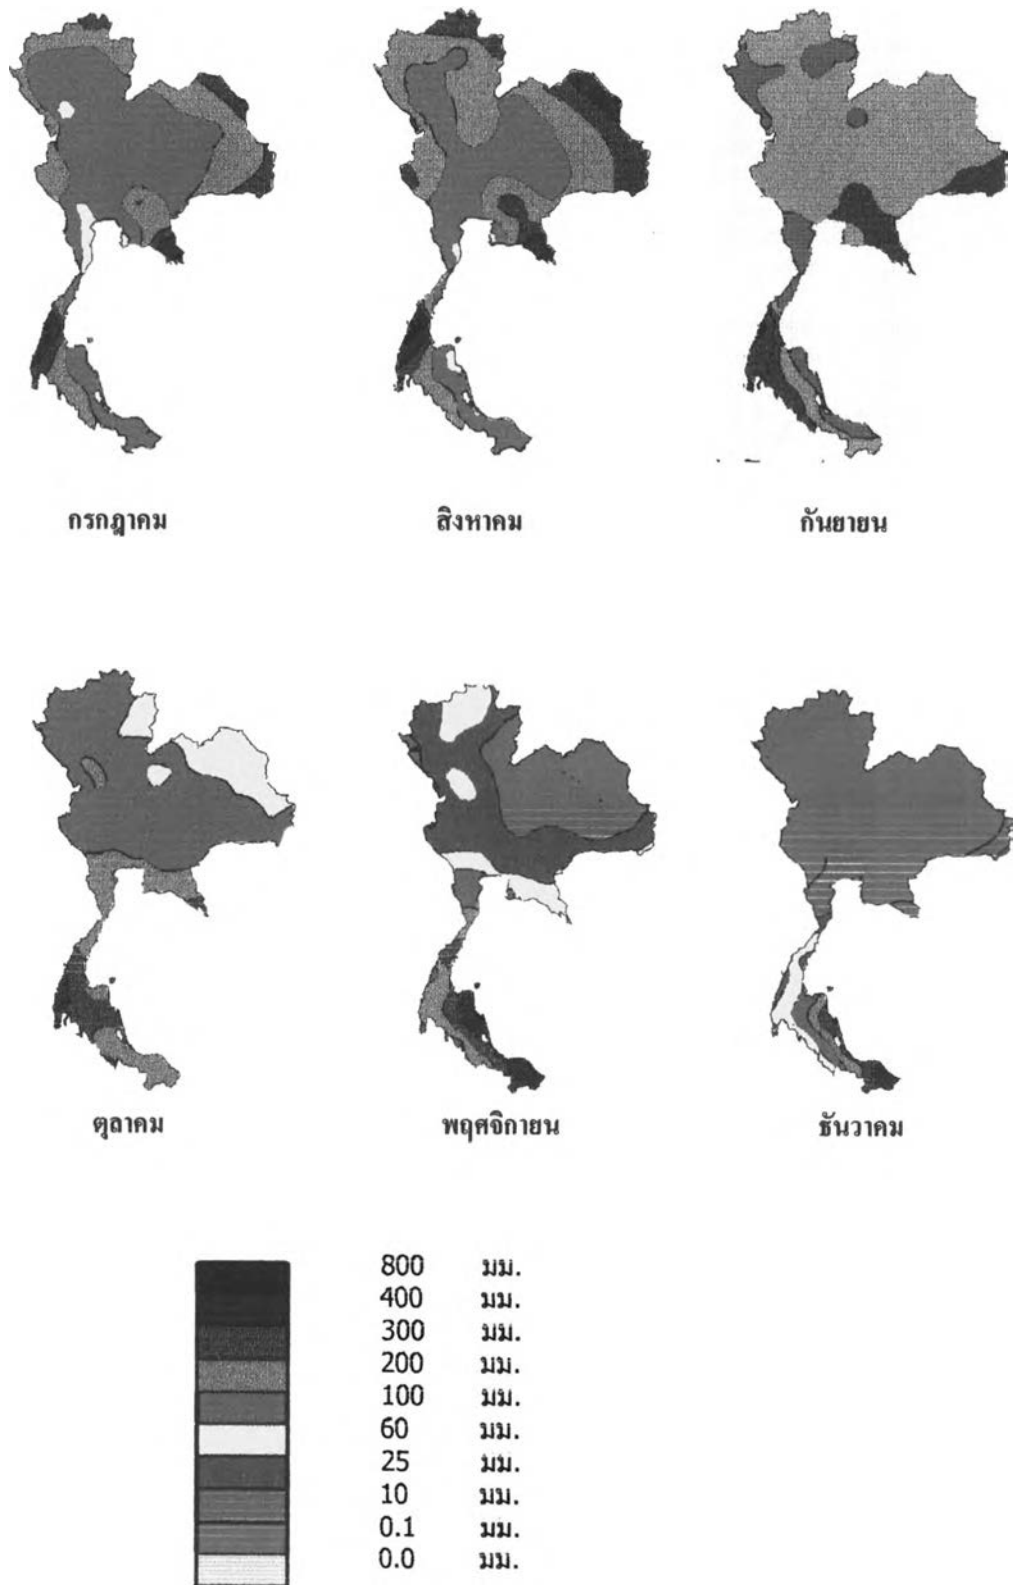 กรกฎาคม สิงหาคม กันยายน
ตุลาคม พฤศจิกายน ธันวาคม
800 มม.
400 มม.
300 มม.
200 มม.
100 มม.
60 มม.
25 มม.
10 มม.
0.1 มม.
0.0 มม.